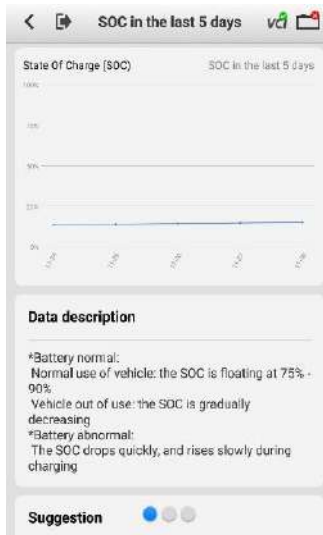 SOC in the last 5 days
State Of Charge (SOC)
SOC in the last 5 days
100%
75%
50%
25%
0%
Data description
*Battery normal:
Normal use of vehicle: the SOC is floating at 75% -
90%
Vehicle out of use: the SOC is gradually
decreasing
*Battery abnormal:
The SOC drops quickly, and rises slowly during
charging
Suggestion